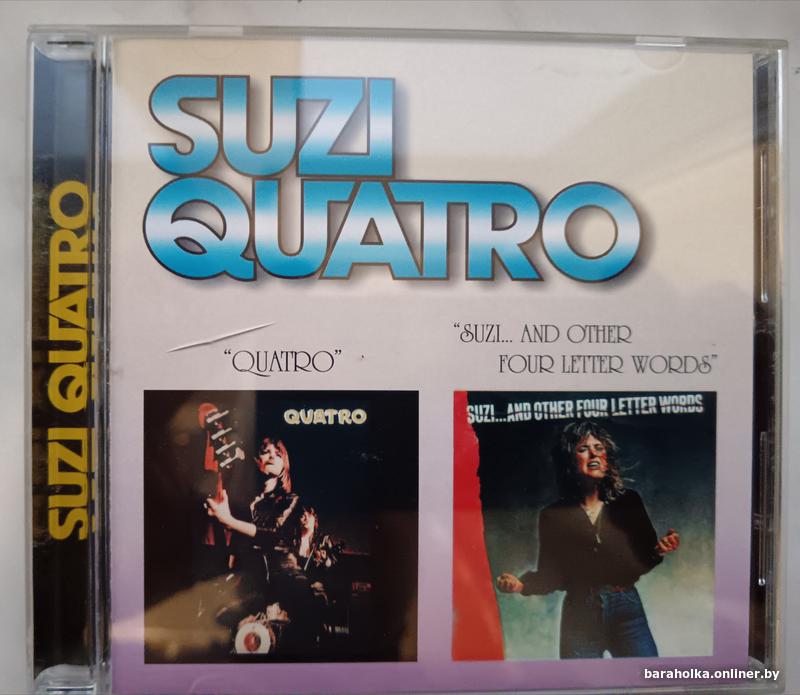 SUZI
QUATRO
SUZI QUATRO
"QUATRO"
"SUZI... AND OTHER
FOUR LETTER WORDS"
QUATRO
SUZI...AND OTHER FOUR LETTER WORDS
baraholka.onliner.by